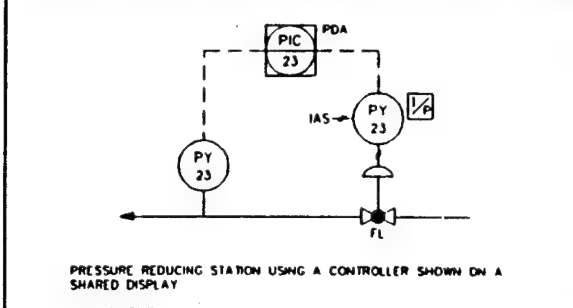 PIC
23
PDA
IAS
PY
23
I/P
PY
23
FL
PRESSURE REDUCING STATION USING A CONTROLLER SHOWN ON A
SHARED DISPLAY